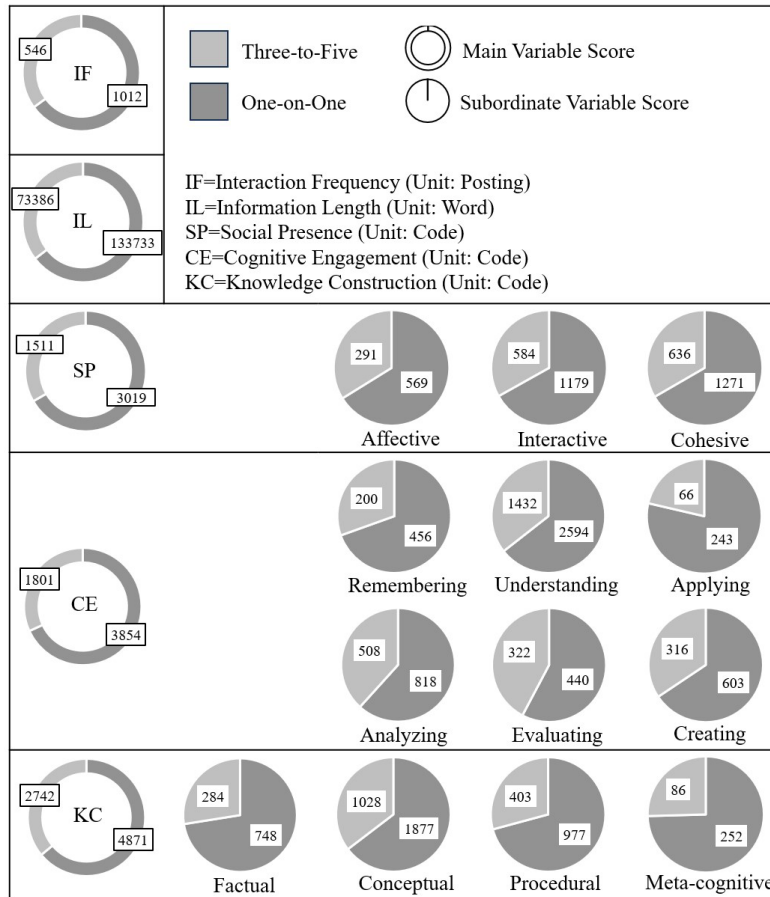 546
IF
1012
Three-to-Five
Main Variable Score
One-on-One
Subordinate Variable Score
73386
IL
133733
IF=Interaction Frequency (Unit: Posting)
IL=Information Length (Unit: Word)
SP=Social Presence (Unit: Code)
CE=Cognitive Engagement (Unit: Code)
KC=Knowledge Construction (Unit: Code)
1511
SP
3019
291
569
Affective
584
1179
Interactive
636
1271
Cohesive
1801
CE
3854
200
456
Remembering
1432
2594
Understanding
66
243
Applying
508
818
Analyzing
322
440
Evaluating
316
603
Creating
2742
KC
4871
284
748
Factual
1028
1877
Conceptual
403
977
Procedural
86
252
Meta-cognitive